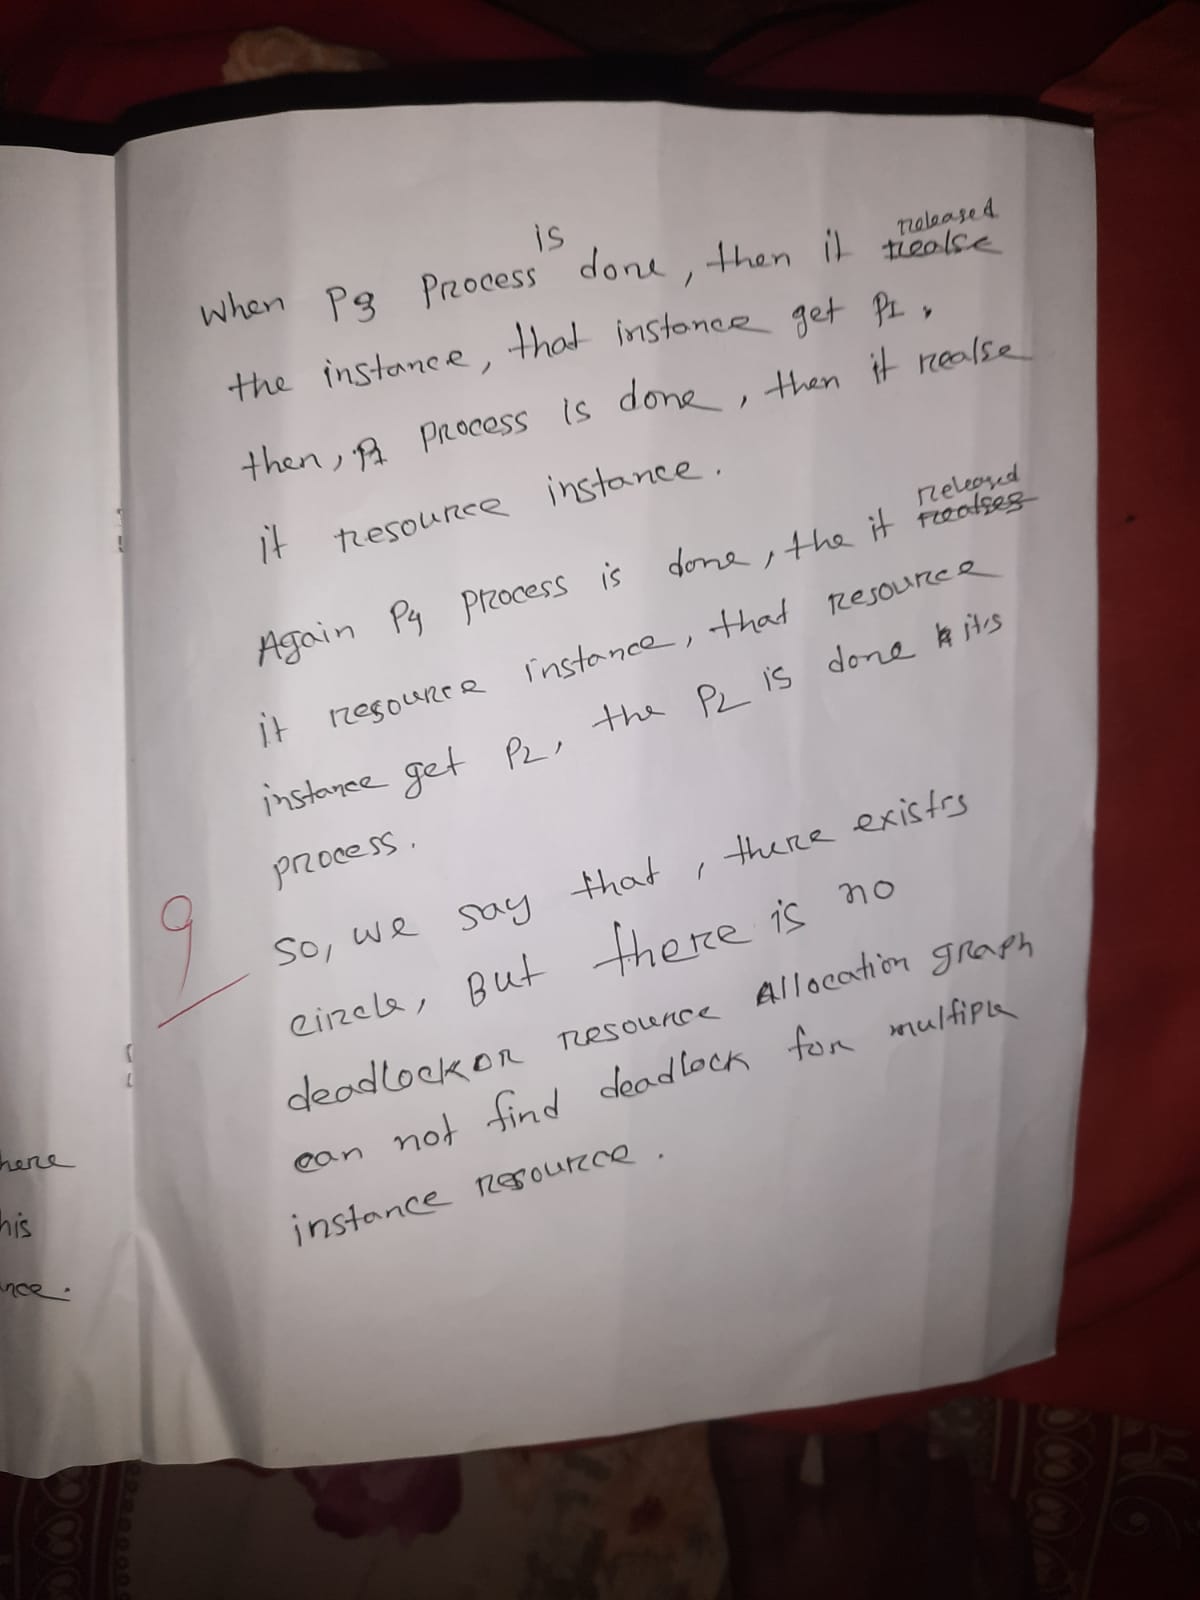 here
his
nce.
is
released
When P3 Process done, then it realse
the instance, that instance get P1,
then, P1 process is done, then it realse
it resource instance.
released
Again P4 process is done, the it realses
it resource instance, that resource
instance get P2, the P2 is done its
process.
9
So, we say that, there exists
circle, But there is no
deadlock or resource Allocation graph
can not find deadlock for multiple
instance resource.